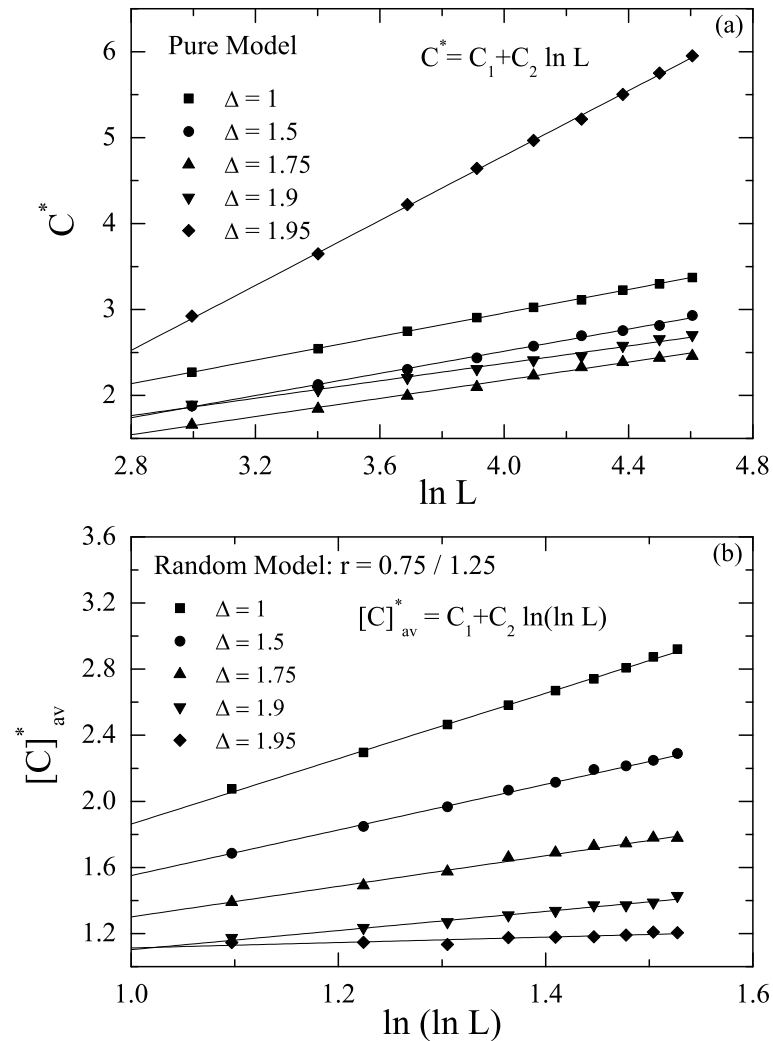 (a)
Pure Model
C* = C₁+C₂ ln L
Δ = 1
Δ = 1.5
Δ = 1.75
Δ = 1.9
Δ = 1.95
C*
6
5
4
3
2
2.8 3.2 3.6 4.0 4.4 4.8
ln L
(b)
Random Model: r = 0.75 / 1.25
[C]*av = C₁+C₂ ln(ln L)
Δ = 1
Δ = 1.5
Δ = 1.75
Δ = 1.9
Δ = 1.95
[C]*av
3.6
3.2
2.8
2.4
2.0
1.6
1.2
1.0 1.2 1.4 1.6
ln (ln L)